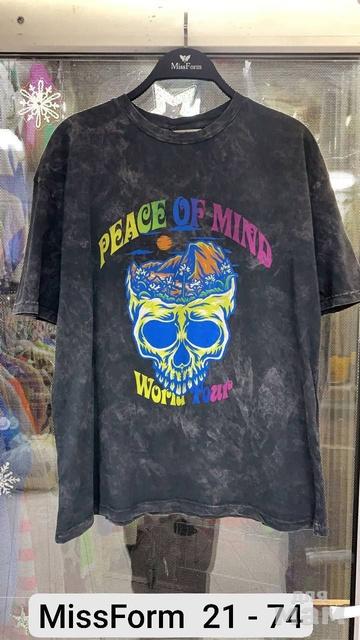 MissForm
PEACE OF MIND
World Tour
MissForm 21 - 74